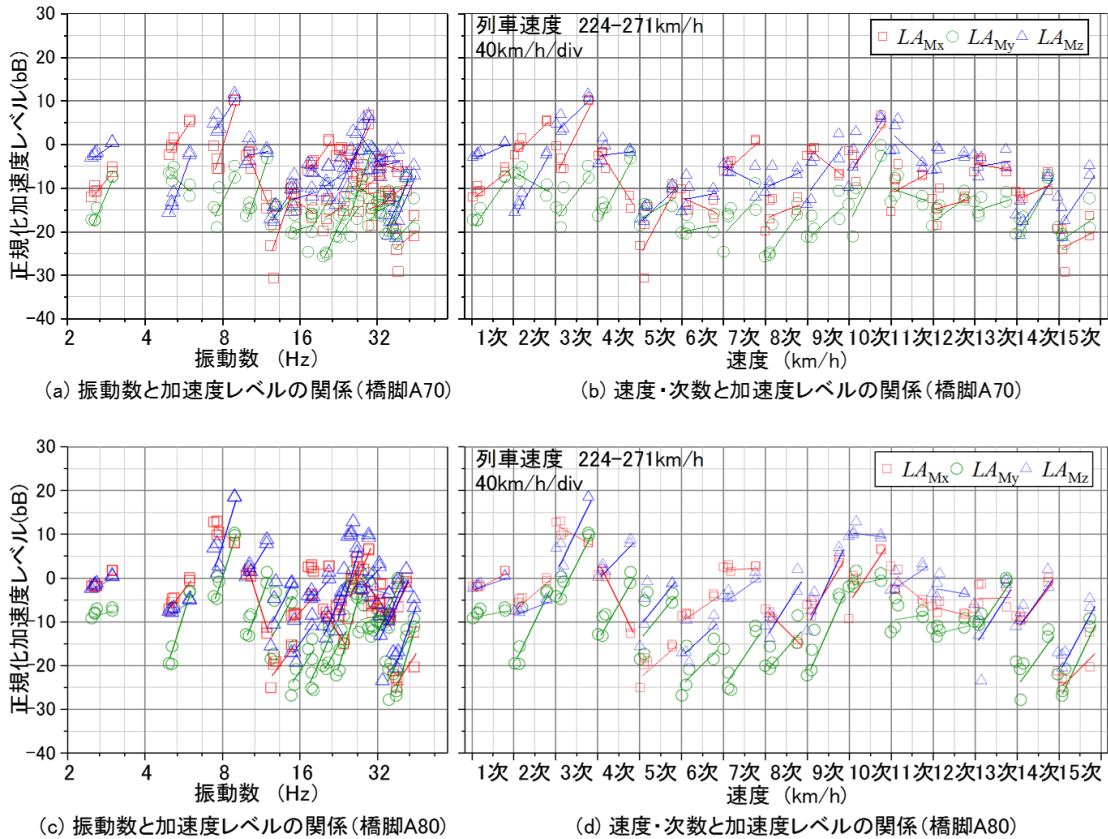 30
20
10
0
-10
-20
-30
-40
正規化加速度レベル(bB)
2
4
8
16
32
振動数 (Hz)
(a) 振動数と加速度レベルの関係(橋脚A70)
列車速度 224-271km/h
40km/h/div
LAMx LAMy LAMz
1次 2次 3次 4次 5次 6次 7次 8次 9次 10次 11次 12次 13次 14次 15次
速度 (km/h)
(b) 速度・次数と加速度レベルの関係(橋脚A70)
30
20
10
0
-10
-20
-30
-40
正規化加速度レベル(bB)
2
4
8
16
32
振動数 (Hz)
(c) 振動数と加速度レベルの関係(橋脚A80)
列車速度 224-271km/h
40km/h/div
LAMx LAMy LAMz
1次 2次 3次 4次 5次 6次 7次 8次 9次 10次 11次 12次 13次 14次 15次
速度 (km/h)
(d) 速度・次数と加速度レベルの関係(橋脚A80)